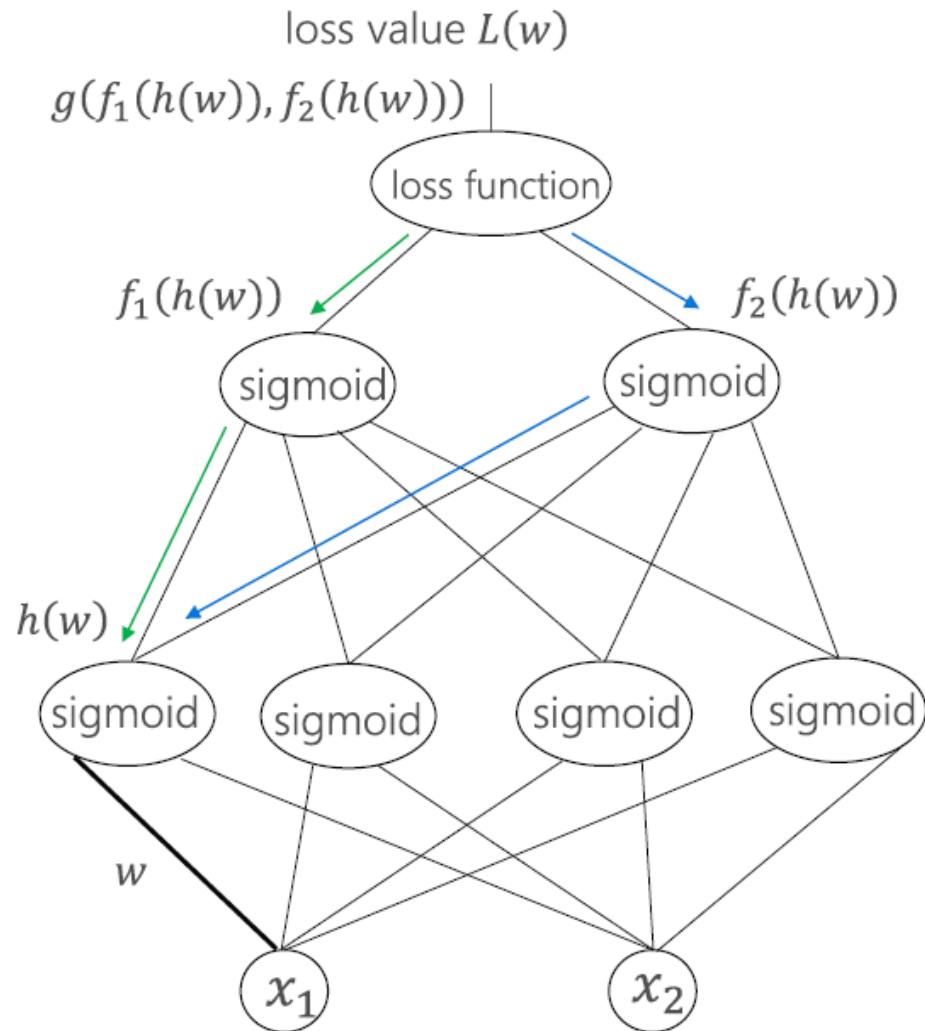 loss value L(w)
g(f₁(h(w)), f₂(h(w)))
loss function
f₁(h(w))
f₂(h(w))
sigmoid
sigmoid
h(w)
sigmoid
sigmoid
sigmoid
sigmoid
w
x₁
x₂